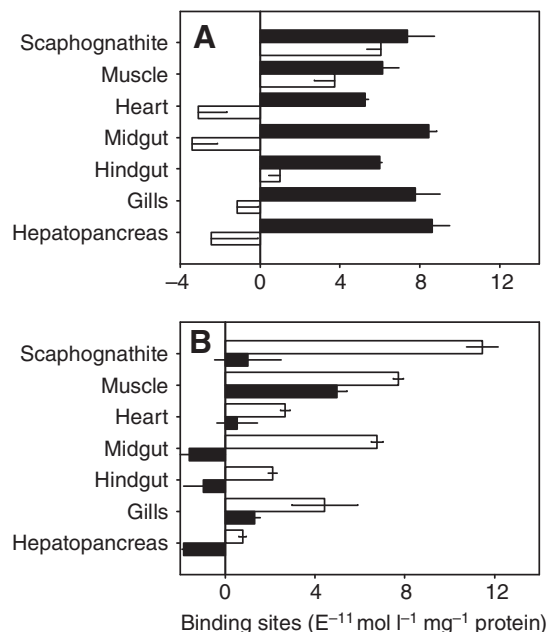 A
Scaphognathite
Muscle
Heart
Midgut
Hindgut
Gills
Hepatopancreas
–4 0 4 8 12
B
Scaphognathite
Muscle
Heart
Midgut
Hindgut
Gills
Hepatopancreas
0 4 8 12
Binding sites (E⁻¹¹ mol l⁻¹ mg⁻¹ protein)